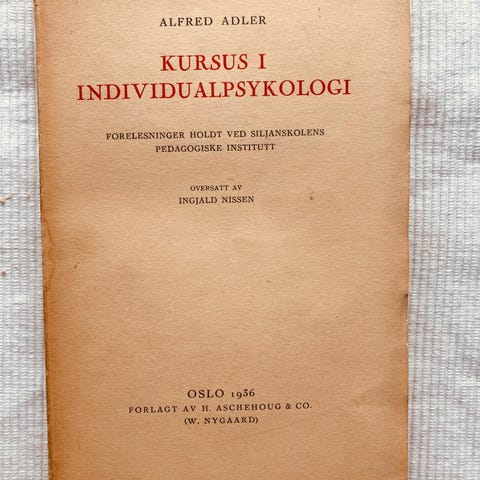 ALFRED ADLER
KURSUS I
INDIVIDUALPSYKOLOGI
FORELESNINGER HOLDT VED SILJANSKOLENS
PEDAGOGISKE INSTITUTT
OVERSATT AV
INGJALD NISSEN
OSLO 1936
FORLAGT AV H. ASCHEHOUG & CO.
(W. NYGAARD)